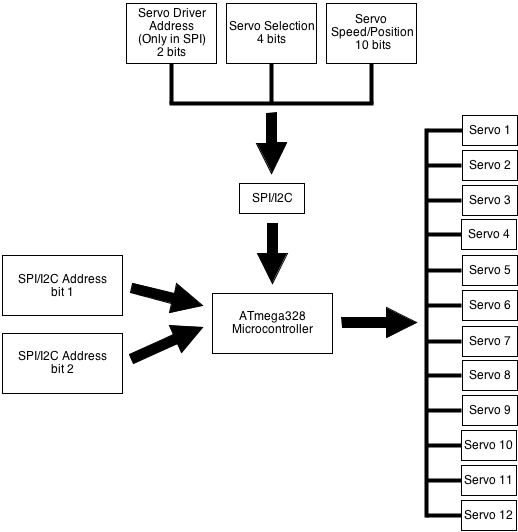 Servo Driver
Address
(Only in SPI)
2 bits
Servo Selection
4 bits
Servo
Speed/Position
10 bits
SPI/I2C
SPI/I2C Address
bit 1
SPI/I2C Address
bit 2
ATmega328
Microcontroller
Servo 1
Servo 2
Servo 3
Servo 4
Servo 5
Servo 6
Servo 7
Servo 8
Servo 9
Servo 10
Servo 11
Servo 12